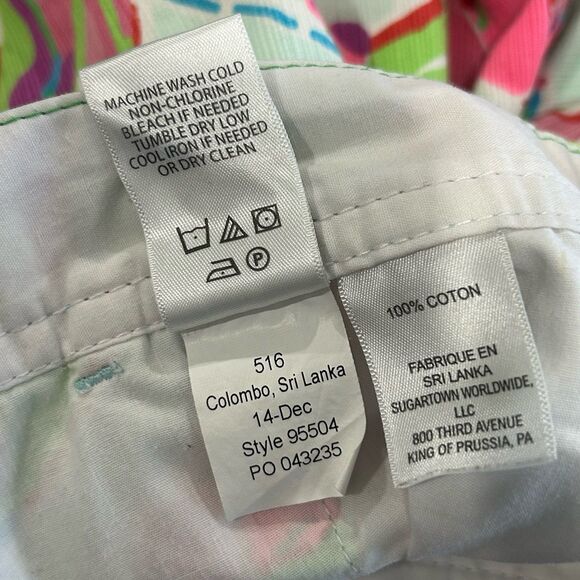 MACHINE WASH COLD
NON-CHLORINE
BLEACH IF NEEDED
TUMBLE DRY LOW
COOL IRON IF NEEDED
OR DRY CLEAN
P
516
Colombo, Sri Lanka
14-Dec
Style 95504
PO 043235
100% COTON
FABRIQUE EN
SRI LANKA
SUGARTOWN WORLDWIDE,
LLC
800 THIRD AVENUE
KING OF PRUSSIA, PA